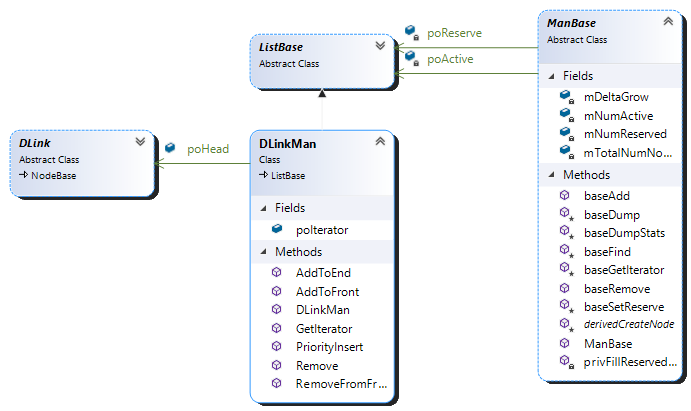 ListBase
Abstract Class
poReserve
poActive
ManBase
Abstract Class
Fields
mDeltaGrow
mNumActive
mNumReserved
mTotalNumNo...
Methods
baseAdd
baseDump
baseDumpStats
baseFind
baseGetIterator
baseRemove
baseSetReserve
derivedCreateNode
ManBase
privFillReserved...
DLink
Abstract Class
NodeBase
poHead
DLinkMan
Class
ListBase
Fields
poIterator
Methods
AddToEnd
AddToFront
DLinkMan
GetIterator
PriorityInsert
Remove
RemoveFromFr...